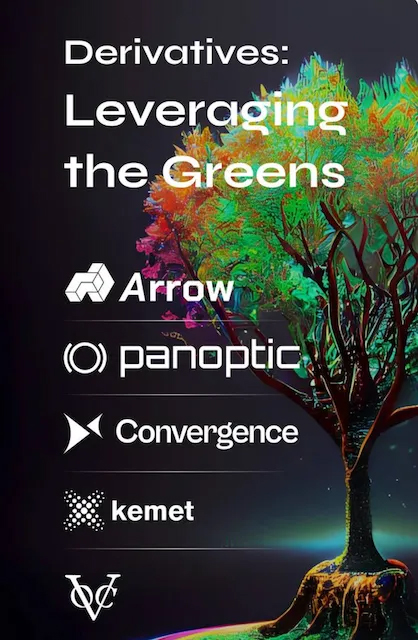 Derivatives:
Leveraging
the Greens
Arrow
panoptic
Convergence
kemet